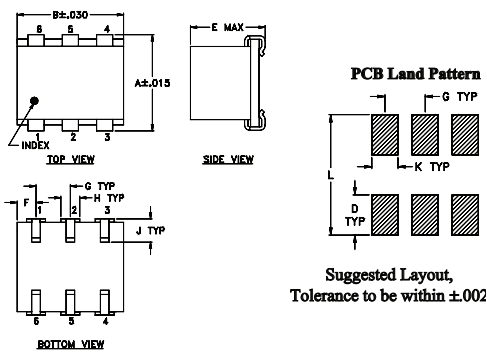 B±.030
6 5 4
A±.015
INDEX
1 2 3
TOP VIEW
E MAX
SIDE VIEW
PCB Land Pattern
G TYP
K TYP
L
D
TYP
Suggested Layout,
Tolerance to be within ±.002
G TYP
H TYP
F
1 2 3
J TYP
6 5 4
BOTTOM VIEW